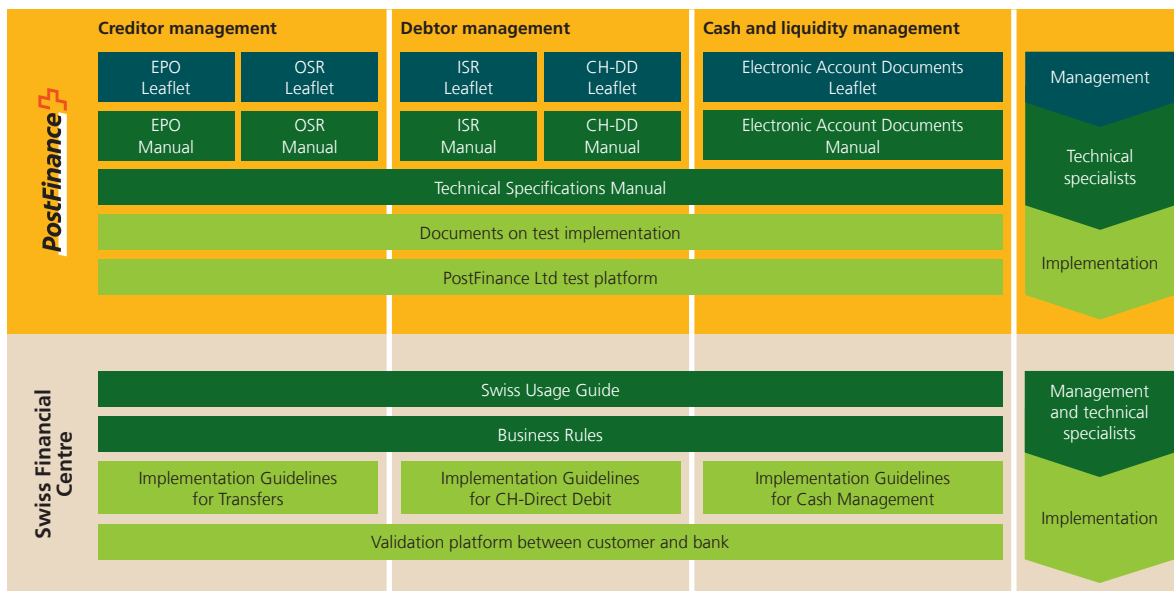 Creditor management
Debtor management
Cash and liquidity management
PostFinance
EPO
Leaflet
OSR
Leaflet
ISR
Leaflet
CH-DD
Leaflet
Electronic Account Documents
Leaflet
Management
EPO
Manual
OSR
Manual
ISR
Manual
CH-DD
Manual
Electronic Account Documents
Manual
Technical
specialists
Technical Specifications Manual
Documents on test implementation
PostFinance Ltd test platform
Implementation
Swiss Financial
Centre
Swiss Usage Guide
Business Rules
Management
and technical
specialists
Implementation Guidelines
for Transfers
Implementation Guidelines
for CH-Direct Debit
Implementation Guidelines
for Cash Management
Validation platform between customer and bank
Implementation